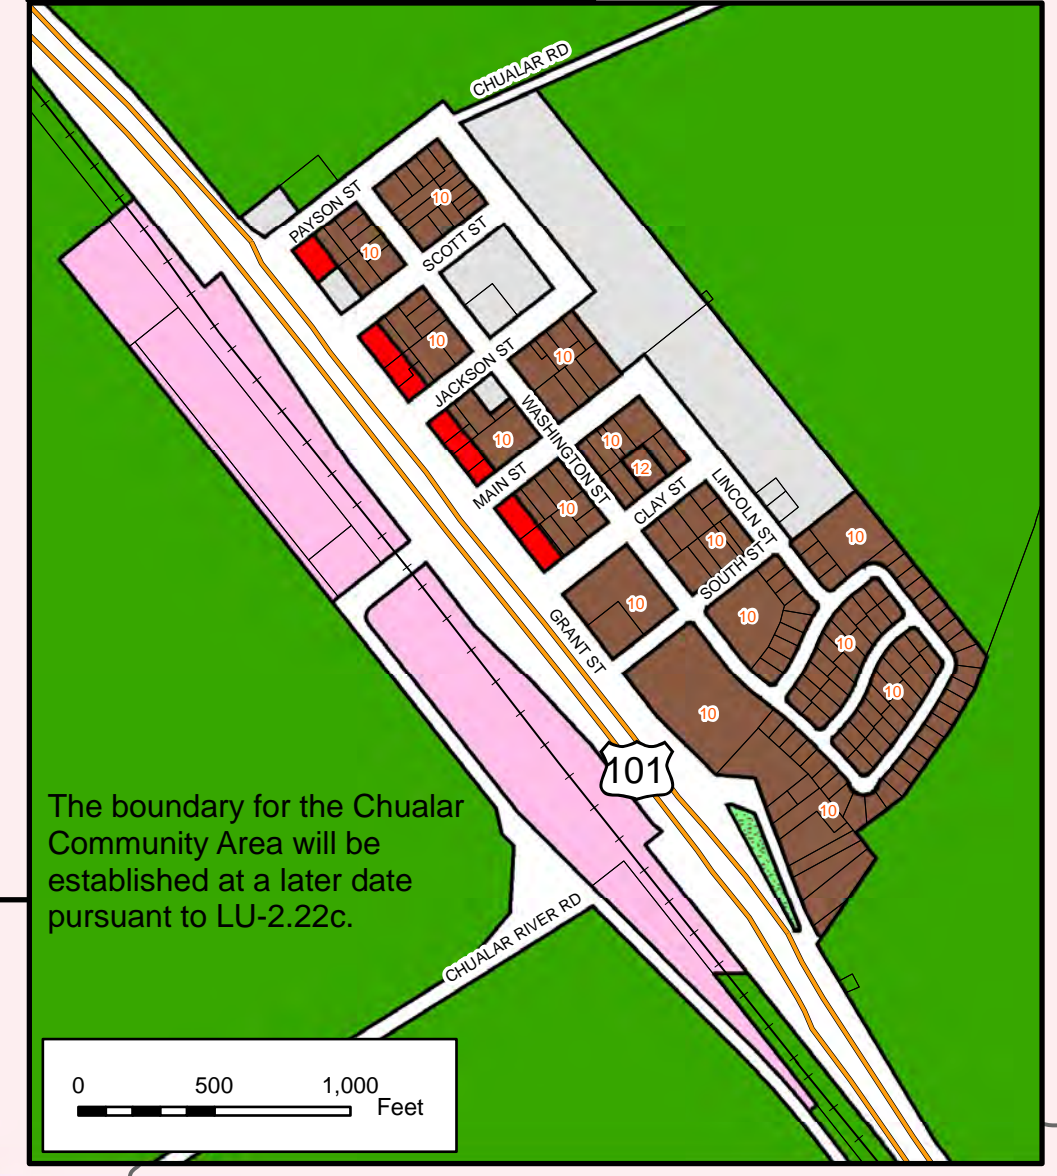 CHUALAR RD
PAYSON ST
10
10
SCOTT ST
10
JACKSON ST
10
WASHINGTON ST
10
10
12
MAIN ST
10
CLAY ST
LINCOLN ST
10
SOUTH ST
10
10
10
GRANT ST
10
10
10
101
10
The boundary for the Chualar
Community Area will be
established at a later date
pursuant to LU-2.22c.
CHUALAR RIVER RD
0 500 1,000
Feet